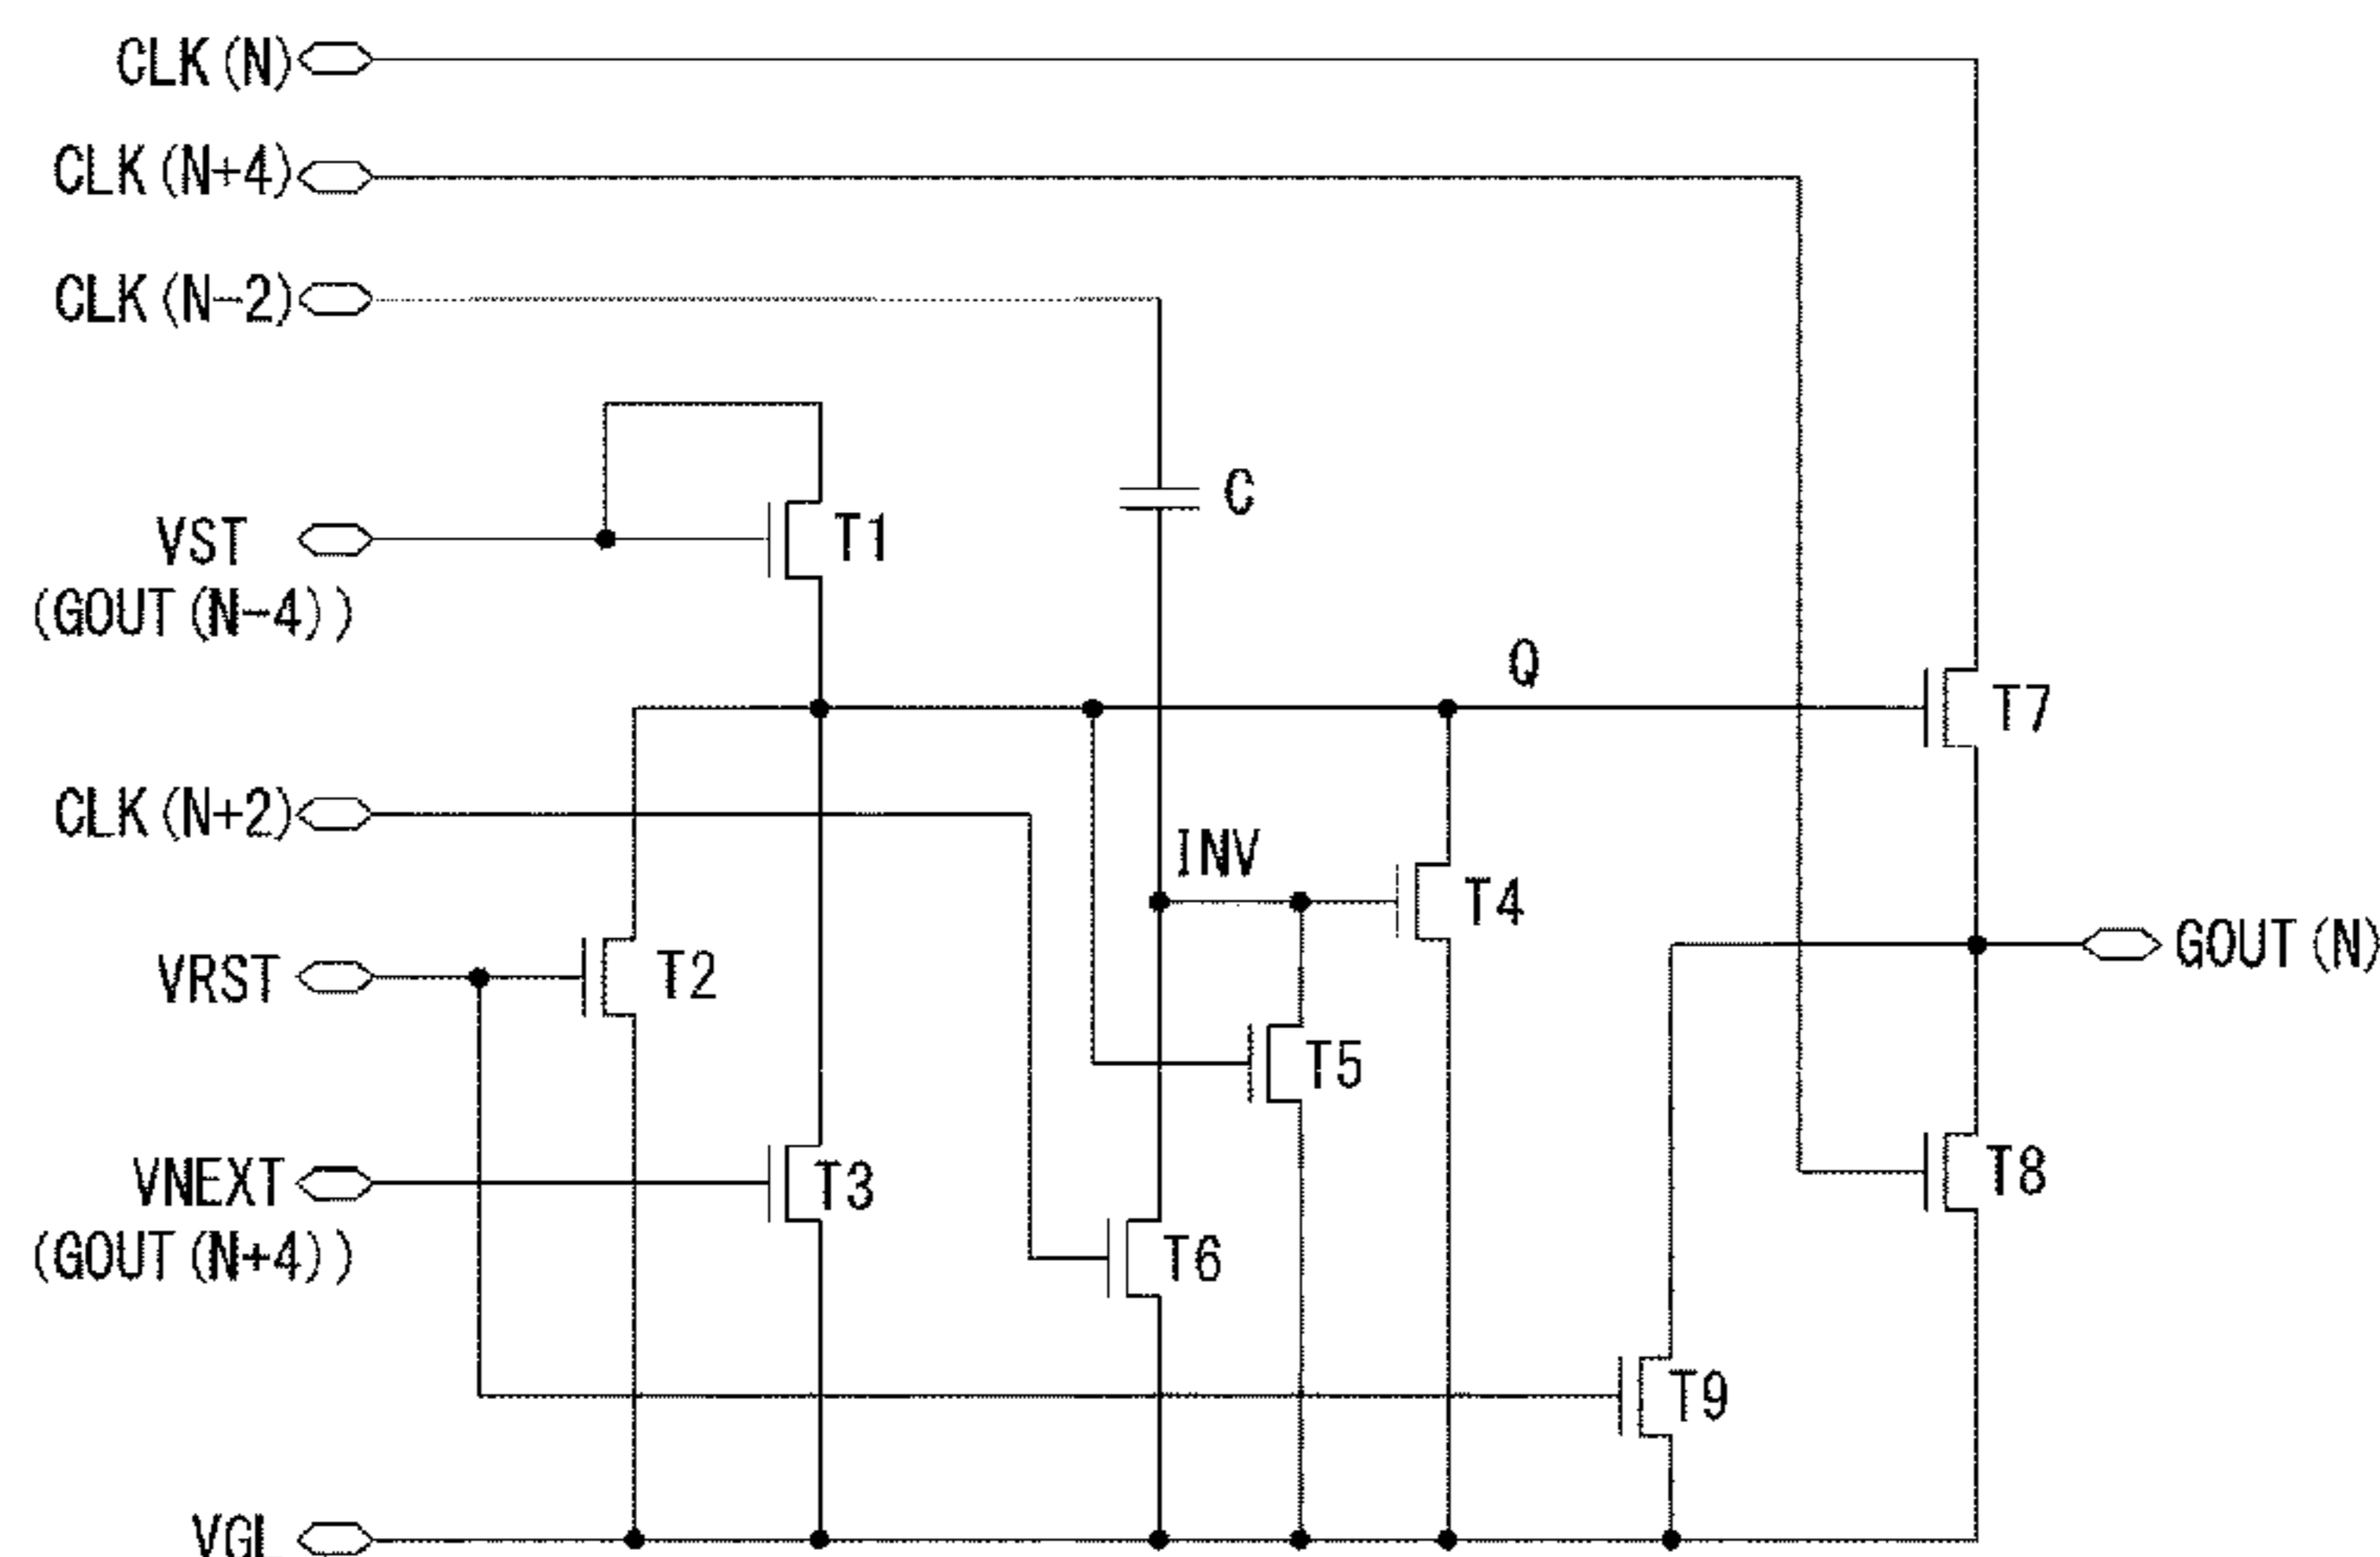 CLK(N)
CLK(N+4)
CLK(N-2)
C
T1
VST
(GOUT(N-4))
Q
T7
CLK(N+2)
INV
T4
GOUT(N)
VRST
T2
T5
VNEXT
T3
T8
(GOUT(N+4))
T6
T9
VGL